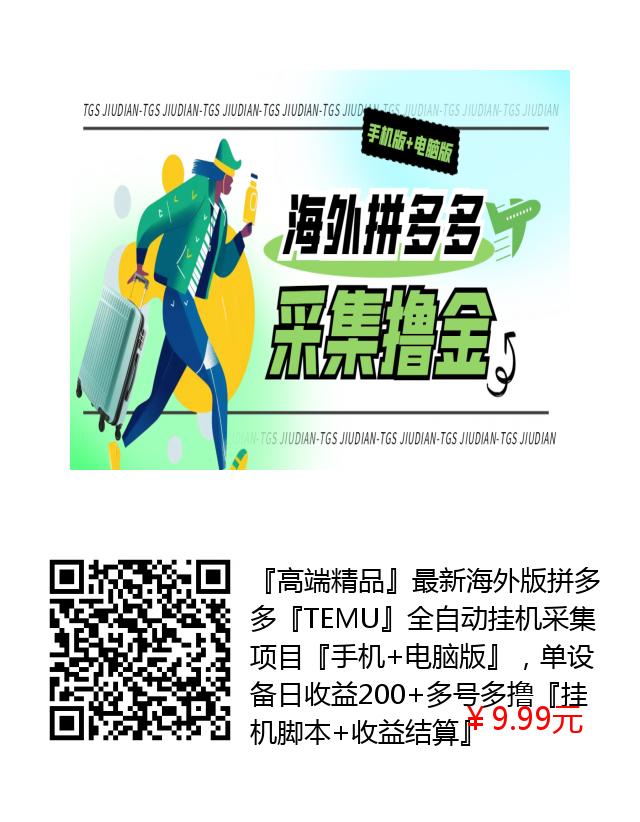 TGS JIUDIAN-TGS JIUDIAN-TGS JIUDIAN-TGS JIUDIAN-TGS JIUDIAN-TGS JIUDIAN-TGS JIUDIAN-TGS JIUDIAN
手机版+电脑版
海外拼多多
采集撸金
DIAN-TGS JIUDIAN-TGS JIUDIAN-TGS JIUDIAN-TGS JIUDIAN-TGS JIUDIAN
『高端精品』最新海外版拼多
多『TEMU』全自动挂机采集
项目『手机+电脑版』，单设
备日收益200+多号多撸『挂
机脚本+收益结算』
￥9.99元